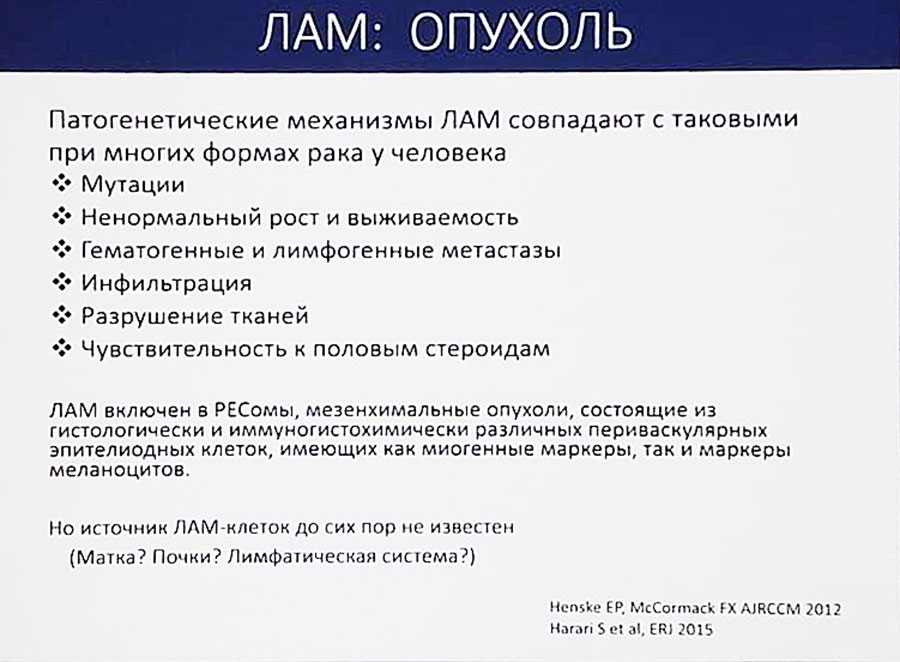 ЛАМ: ОПУХОЛЬ
Патогенетические механизмы ЛАМ совпадают с таковыми
при многих формах рака у человека
❖ Мутации
❖ Ненормальный рост и выживаемость
❖ Гематогенные и лимфогенные метастазы
❖ Инфильтрация
❖ Разрушение тканей
❖ Чувствительность к половым стероидам
ЛАМ включен в PEComы, мезенхимальные опухоли, состоящие из
гистологически и иммуногистохимически различных периваскулярных
эпителиодных клеток, имеющих как миогенные маркеры, так и маркеры
меланоцитов.
Но источник ЛАМ-клеток до сих пор не известен
(Матка? Почки? Лимфатическая система?)
Henske EP, McCormack FX AJRCCM 2012
Harari S et al, ERJ 2015